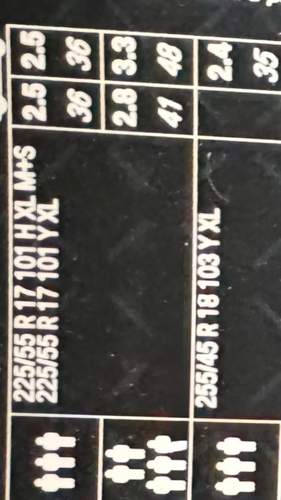 225/55 R 17 101 H XL M+S 2.5 2.5
225/55 R 17 101 Y XL 36 36
2.8 3.3
41 48
255/45 R 18 103 Y XL 2.4
35